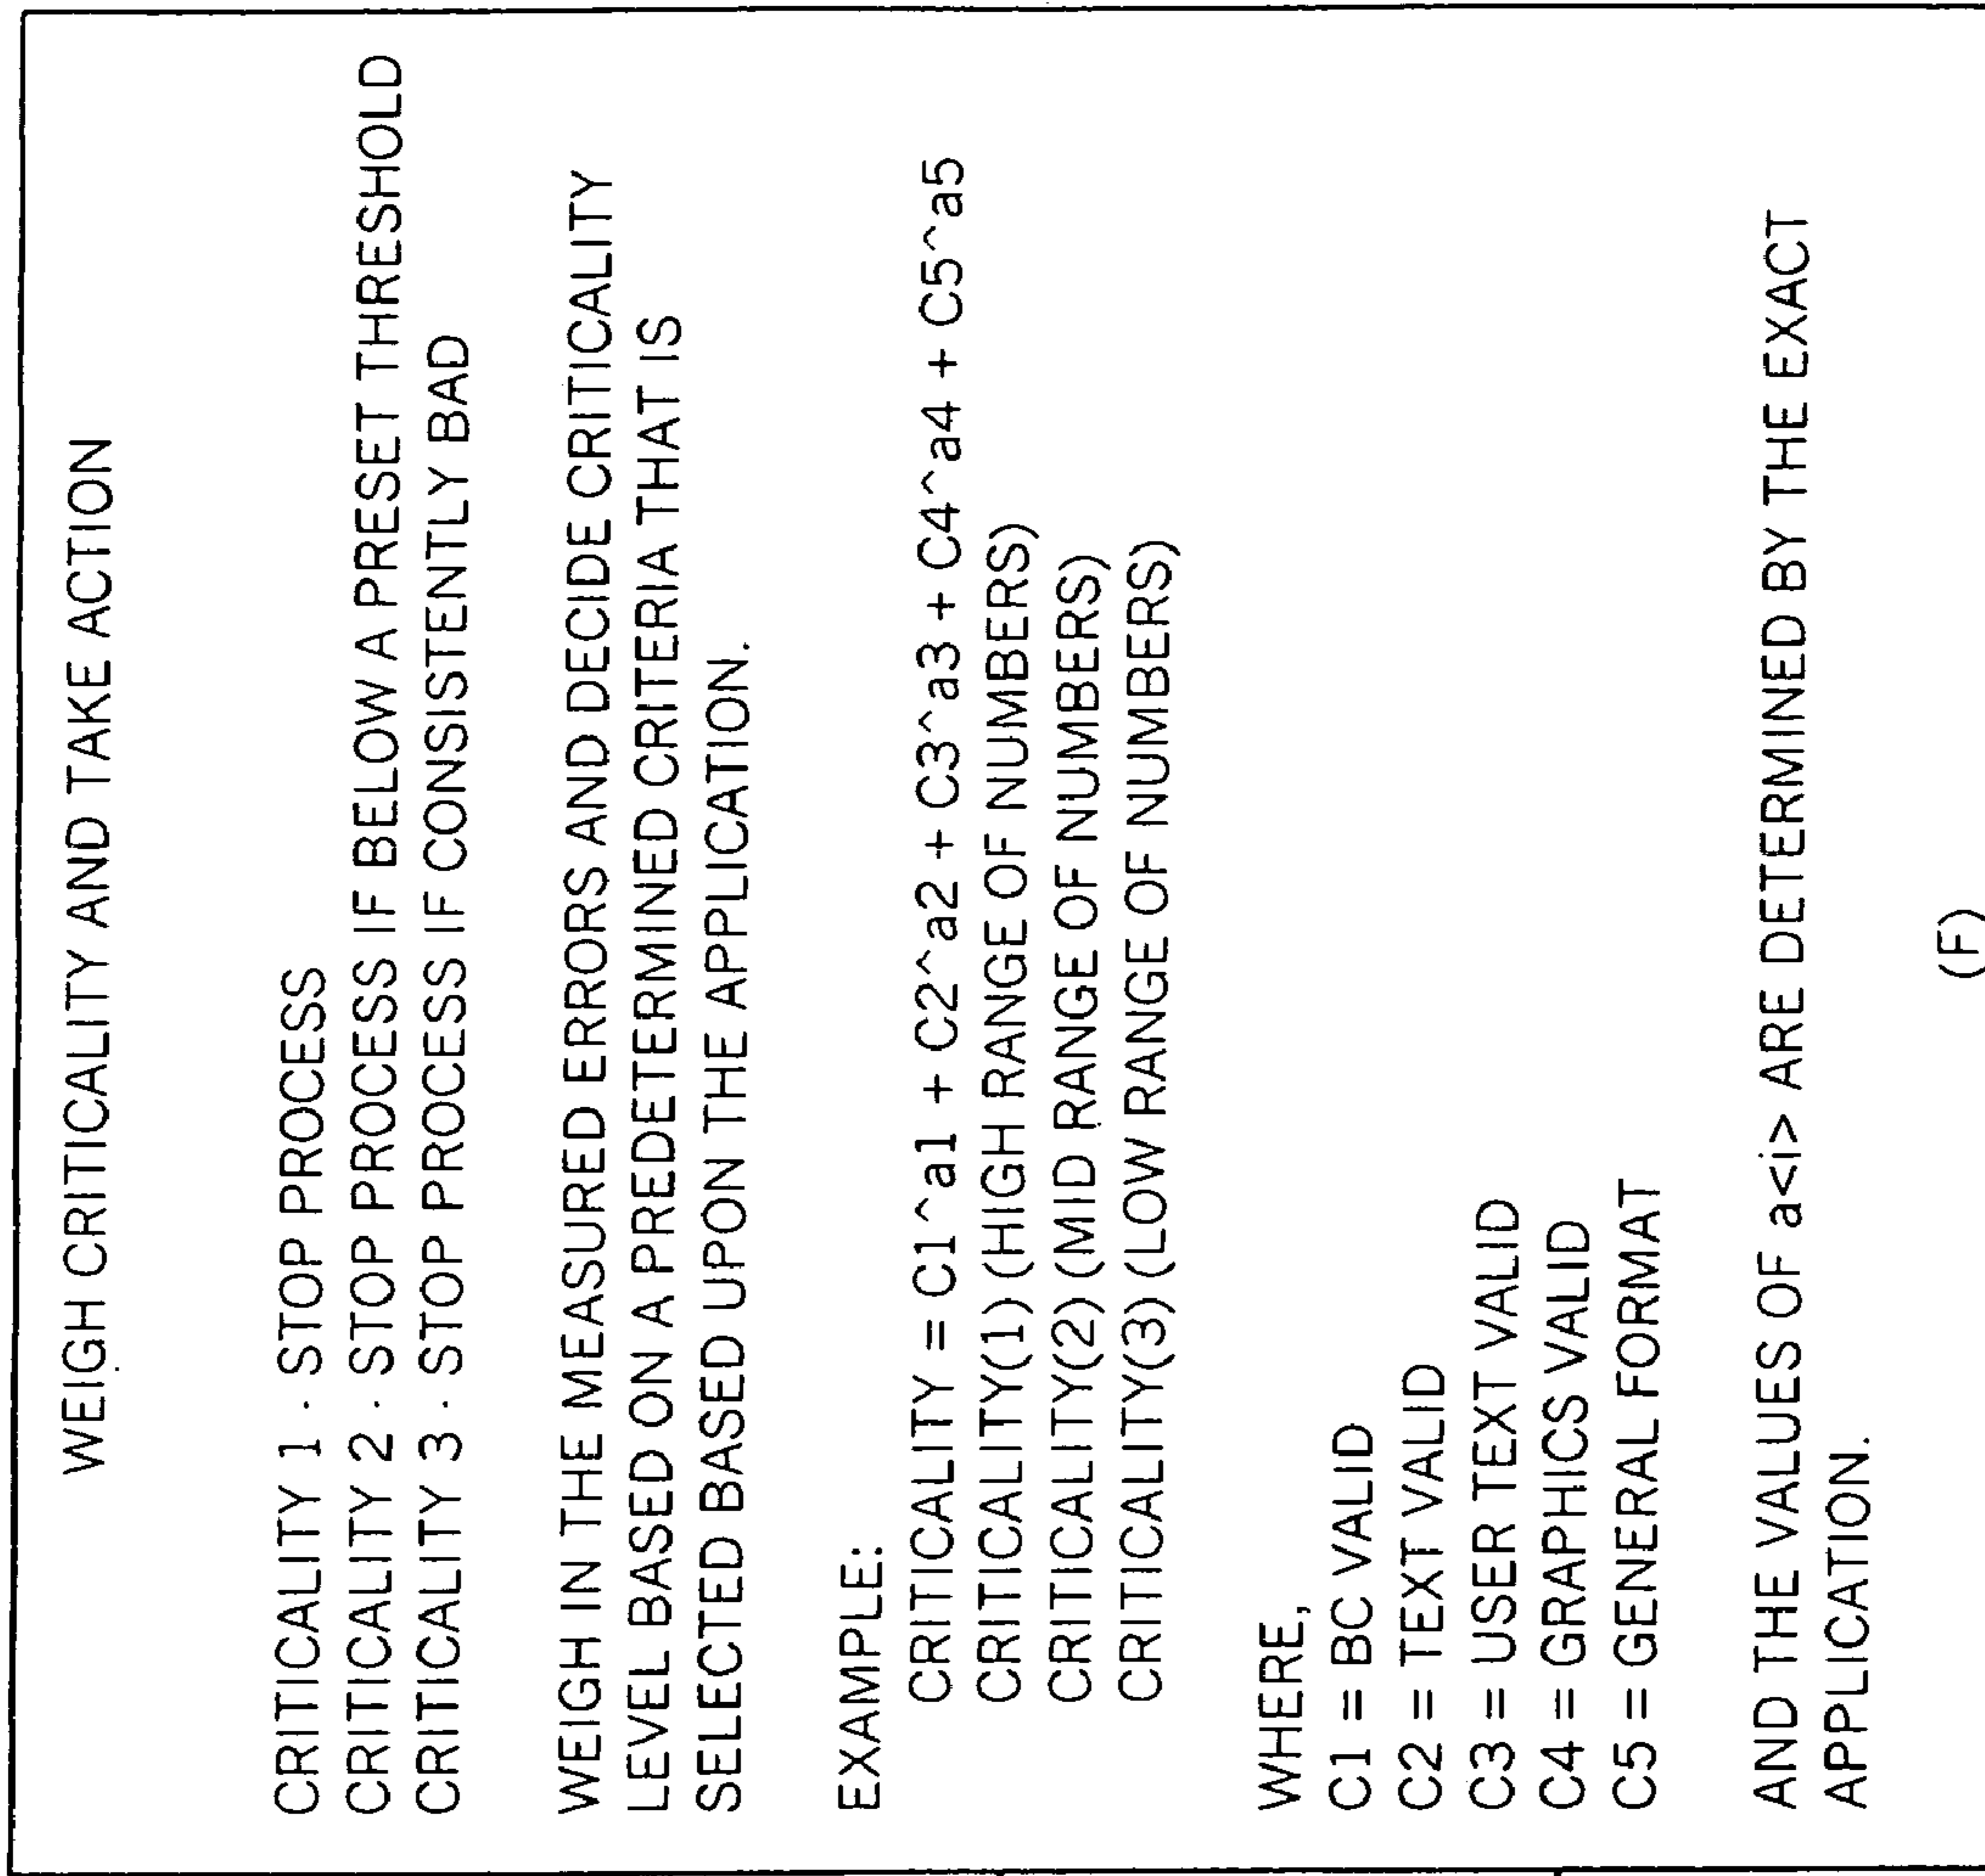 WEIGH CRITICALITY AND TAKE ACTION
CRITICALITY 1 · STOP PROCESS
CRITICALITY 2 · STOP PROCESS IF BELOW A PRESET THRESHOLD
CRITICALITY 3 · STOP PROCESS IF CONSISTENTLY BAD
WEIGH IN THE MEASURED ERRORS AND DECIDE CRITICALITY
LEVEL BASED ON A PREDETERMINED CRITERIA THAT IS
SELECTED BASED UPON THE APPLICATION.
EXAMPLE:
CRITICALITY = C1^a1 + C2^a2 + C3^a3 + C4^a4 + C5^a5
CRITICALITY(1) (HIGH RANGE OF NUMBERS)
CRITICALITY(2) (MID RANGE OF NUMBERS)
CRITICALITY(3) (LOW RANGE OF NUMBERS)
WHERE,
C1 = BC VALID
C2 = TEXT VALID
C3 = USER TEXT VALID
C4 = GRAPHICS VALID
C5 = GENERAL FORMAT
AND THE VALUES OF a<i> ARE DETERMINED BY THE EXACT
APPLICATION.
(F)